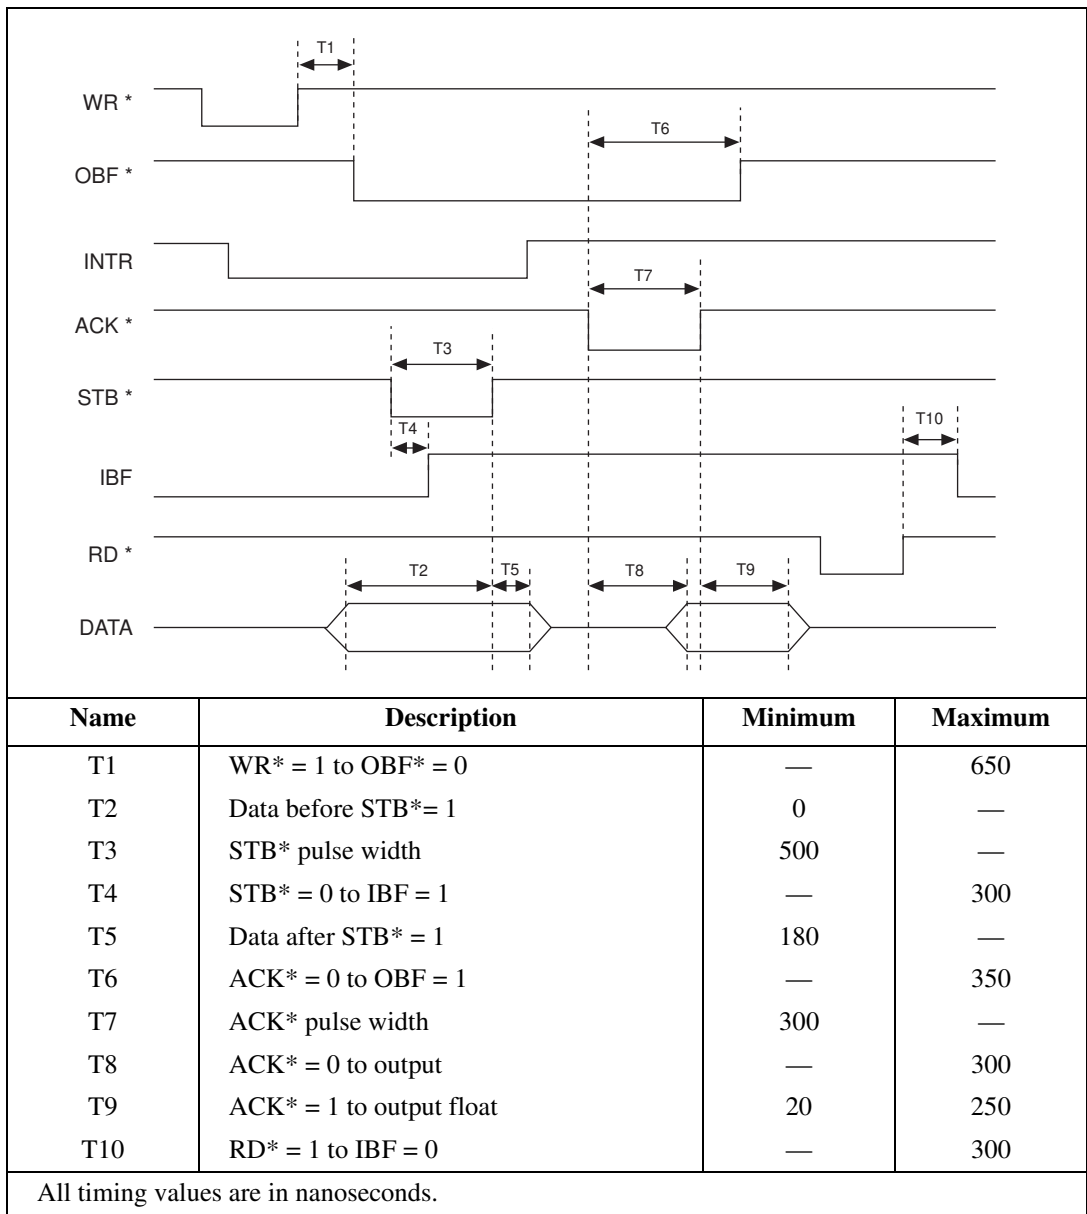 T1
WR *
T6
OBF *
INTR
T7
ACK *
T3
STB *
T4
T10
IBF
RD *
T2 T5 T8 T9
DATA
Name Description Minimum Maximum
T1 WR* = 1 to OBF* = 0 — 650
T2 Data before STB*= 1 0 —
T3 STB* pulse width 500 —
T4 STB* = 0 to IBF = 1 — 300
T5 Data after STB* = 1 180 —
T6 ACK* = 0 to OBF = 1 — 350
T7 ACK* pulse width 300 —
T8 ACK* = 0 to output — 300
T9 ACK* = 1 to output float 20 250
T10 RD* = 1 to IBF = 0 — 300
All timing values are in nanoseconds.